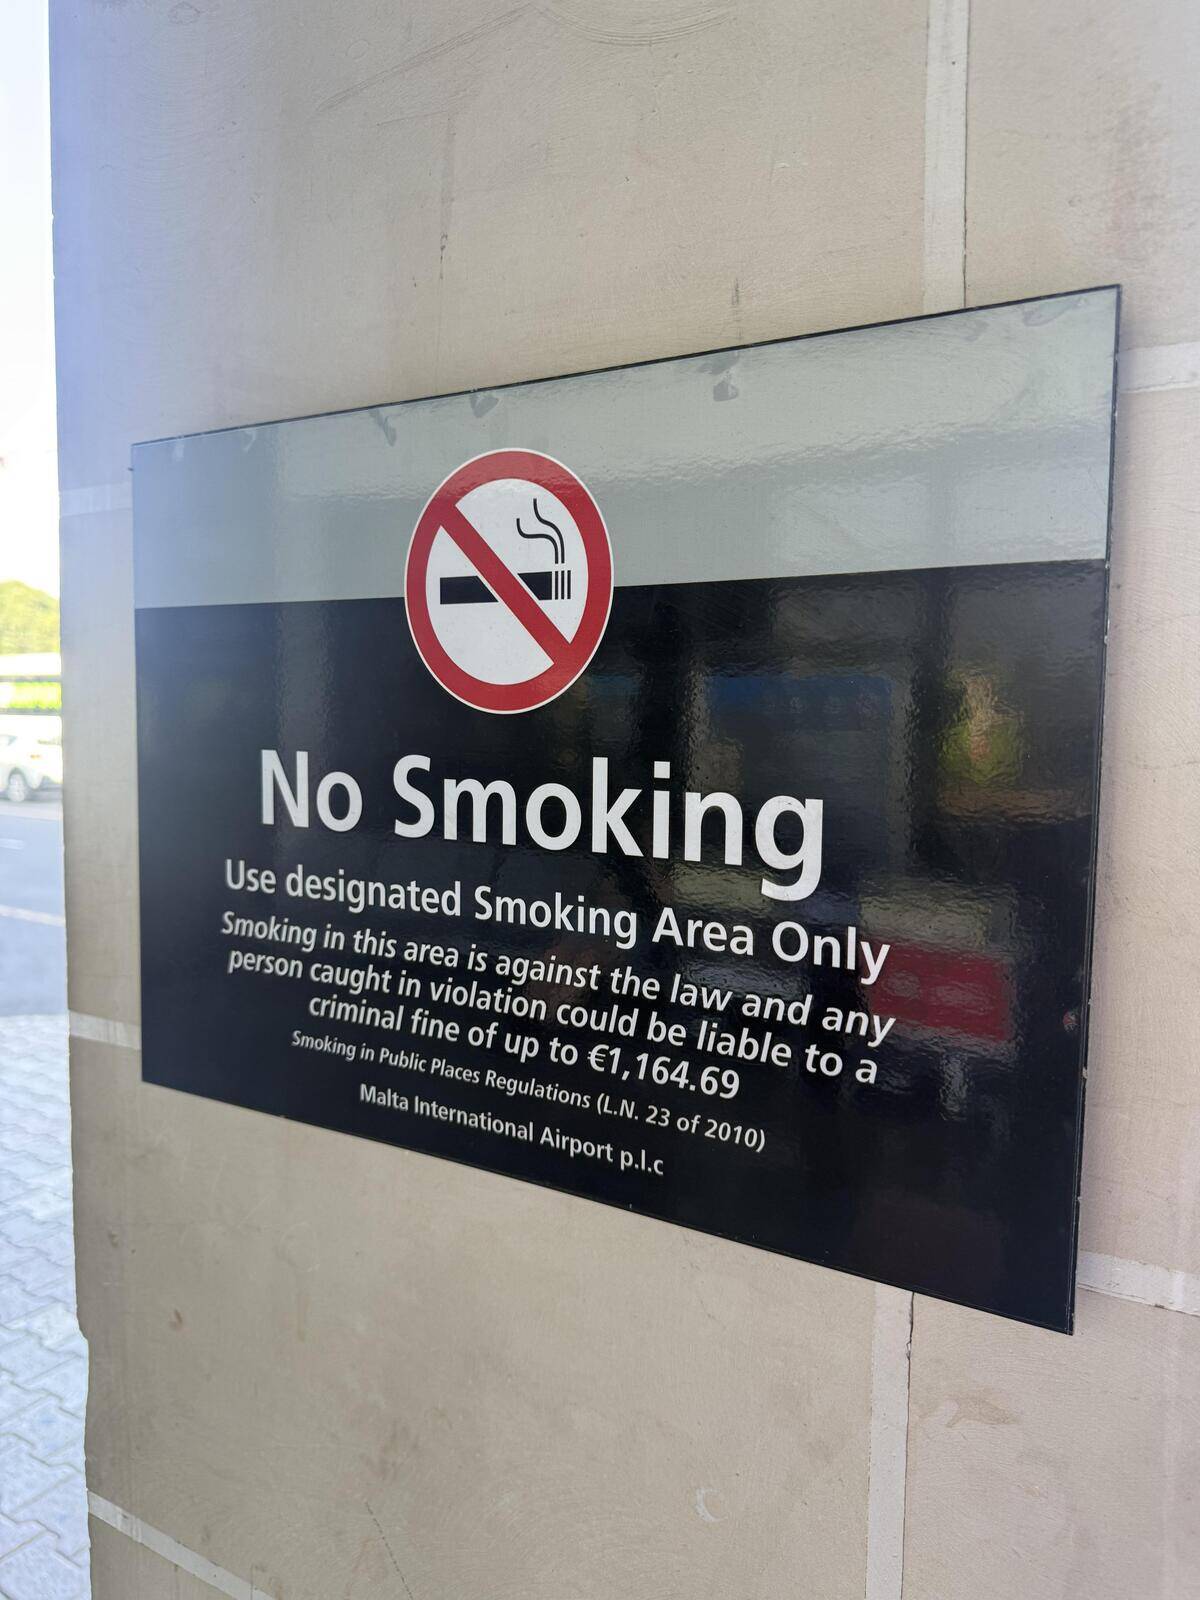 No Smoking
Use designated Smoking Area Only
Smoking in this area is against the law and any
person caught in violation could be liable to a
criminal fine of up to €1,164.69
Smoking in Public Places Regulations (L.N. 23 of 2010)
Malta International Airport p.l.c